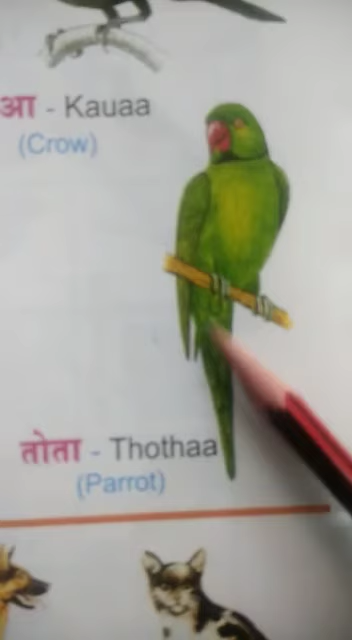 आ - Kauaa
(Crow)
तोता - Thothaa
(Parrot)